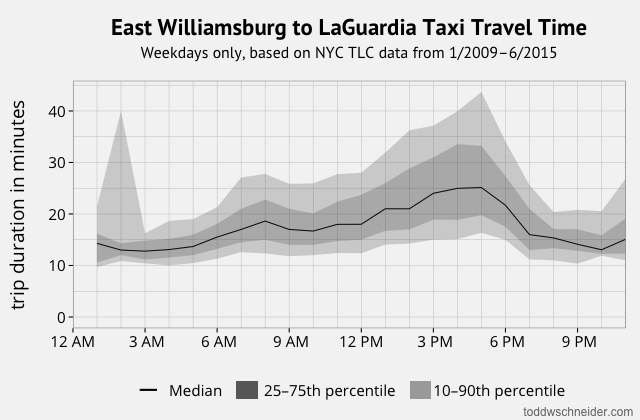 East Williamsburg to LaGuardia Taxi Travel Time
Weekdays only, based on NYC TLC data from 1/2009–6/2015
trip duration in minutes
40
30
20
10
0
12 AM 3 AM 6 AM 9 AM 12 PM 3 PM 6 PM 9 PM
Median 25–75th percentile 10–90th percentile
toddwschneider.com